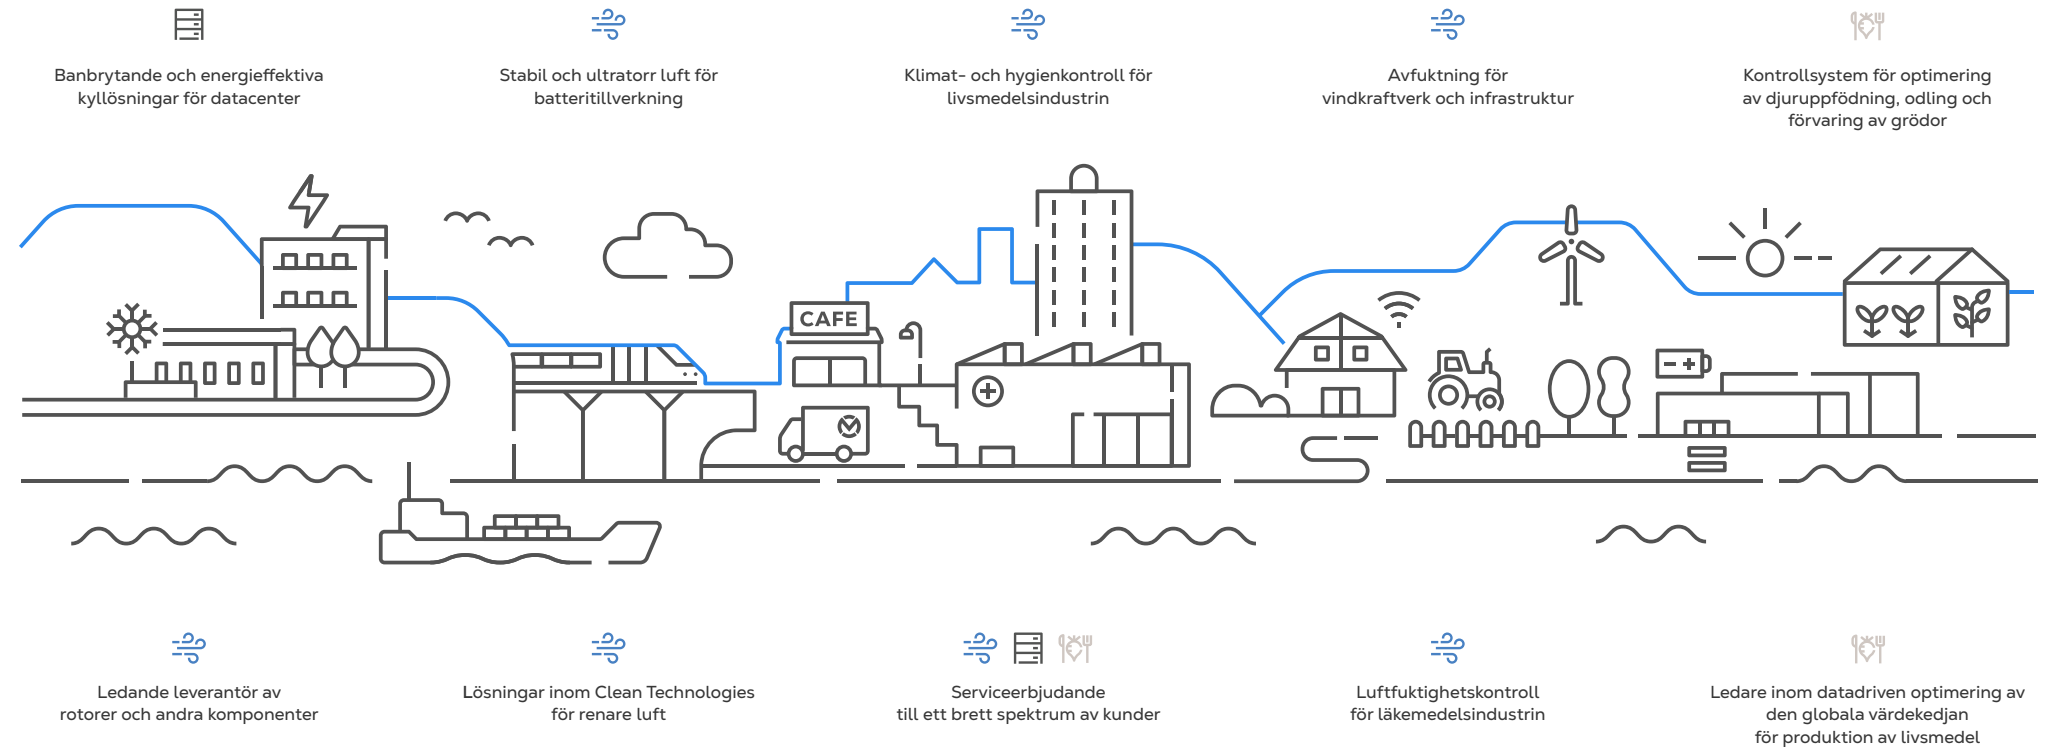 Banbrytande och energieffektiva
kyllösningar för datacenter
Stabil och ultratorr luft för
batteritillverkning
Klimat- och hygienkontroll för
livsmedelsindustrin
Avfuktning för
vindkraftverk och infrastruktur
Kontrollsystem för optimering
av djuruppfödning, odling och
förvaring av grödor
CAFE
Ledande leverantör av
rotorer och andra komponenter
Lösningar inom Clean Technologies
för renare luft
Serviceerbjudande
till ett brett spektrum av kunder
Luftfuktighetskontroll
för läkemedelsindustrin
Ledare inom datadriven optimering av
den globala värdekedjan
för produktion av livsmedel